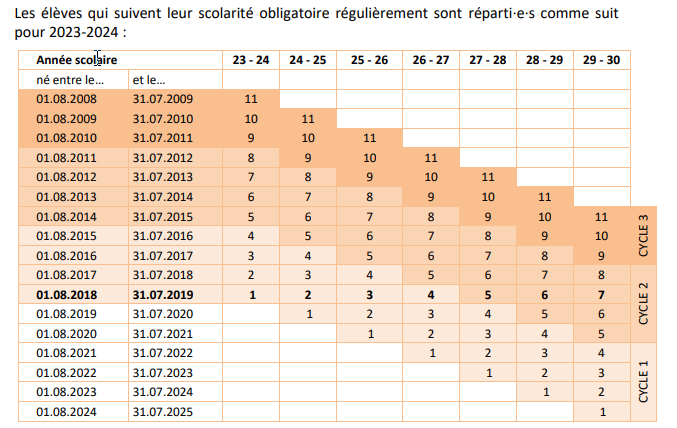 Les élèves qui suivent leur scolarité obligatoire régulièrement sont réparti·e·s comme suit
pour 2023-2024 :
Année scolaire 23 - 24 24 - 25 25 - 26 26 - 27 27 - 28 28 - 29 29 - 30
né entre le... et le...
01.08.2008 31.07.2009 11
01.08.2009 31.07.2010 10 11
01.08.2010 31.07.2011 9 10 11
01.08.2011 31.07.2012 8 9 10 11
01.08.2012 31.07.2013 7 8 9 10 11
01.08.2013 31.07.2014 6 7 8 9 10 11
01.08.2014 31.07.2015 5 6 7 8 9 10 11
01.08.2015 31.07.2016 4 5 6 7 8 9 10
01.08.2016 31.07.2017 3 4 5 6 7 8 9
CYCLE 3
01.08.2017 31.07.2018 2 3 4 5 6 7 8
01.08.2018 31.07.2019 1 2 3 4 5 6 7
01.08.2019 31.07.2020 1 2 3 4 5 6
01.08.2020 31.07.2021 1 2 3 4 5
CYCLE 2
01.08.2021 31.07.2022 1 2 3 4
01.08.2022 31.07.2023 1 2 3
01.08.2023 31.07.2024 1 2
01.08.2024 31.07.2025 1
CYCLE 1